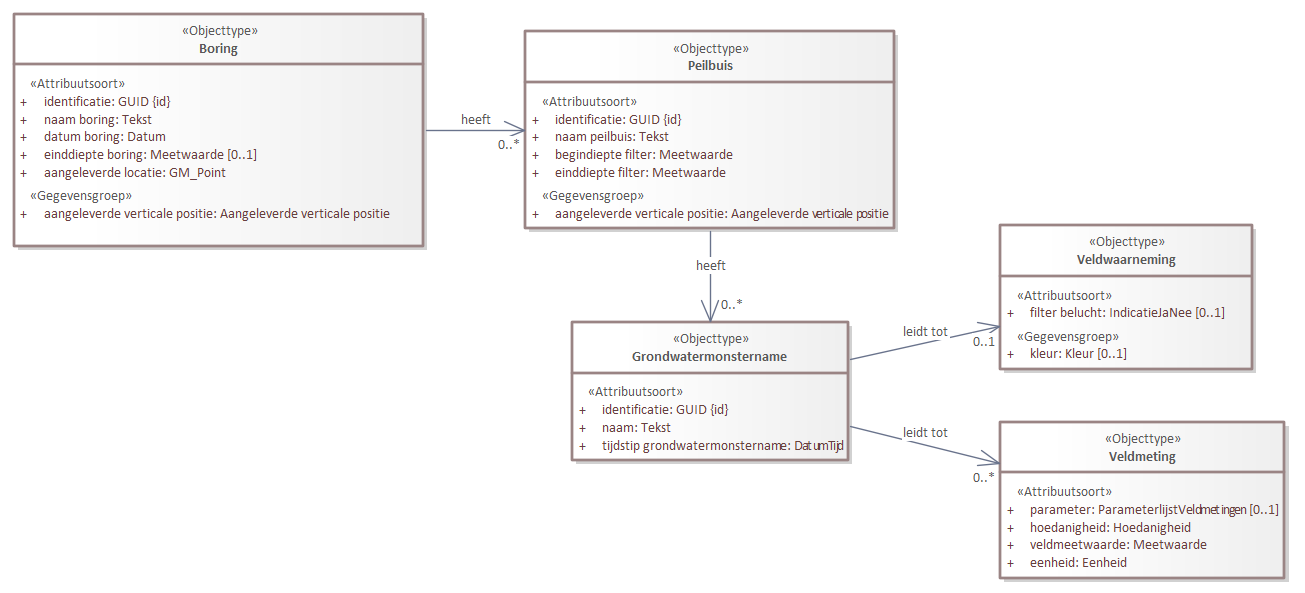 «Objecttype»
Boring
«Attribuutsoort»
+ identificatie: GUID {id}
+ naam boring: Tekst
+ datum boring: Datum
+ einddiepte boring: Meetwaarde [0..1]
+ aangeleverde locatie: GM_Point
«Gegevensgroep»
+ aangeleverde verticale positie: Aangeleverde verticale positie
heeft
0..*
«Objecttype»
Peilbuis
«Attribuutsoort»
+ identificatie: GUID {id}
+ naam peilbuis: Tekst
+ begindiepte filter: Meetwaarde
+ einddiepte filter: Meetwaarde
«Gegevensgroep»
+ aangeleverde verticale positie: Aangeleverde verticale positie
heeft
0..*
«Objecttype»
Grondwatermonstername
«Attribuutsoort»
+ identificatie: GUID {id}
+ naam: Tekst
+ tijdstip grondwatermonstername: DatumTijd
leidt tot
0..1
«Objecttype»
Veldwaarneming
«Attribuutsoort»
+ filter belucht: IndicatieJaNee [0..1]
«Gegevensgroep»
+ kleur: Kleur [0..1]
leidt tot
0..*
«Objecttype»
Veldmeting
«Attribuutsoort»
+ parameter: ParameterlijstVeldmetingen [0..1]
+ hoedanigheid: Hoedanigheid
+ veldmeetwaarde: Meetwaarde
+ eenheid: Eenheid